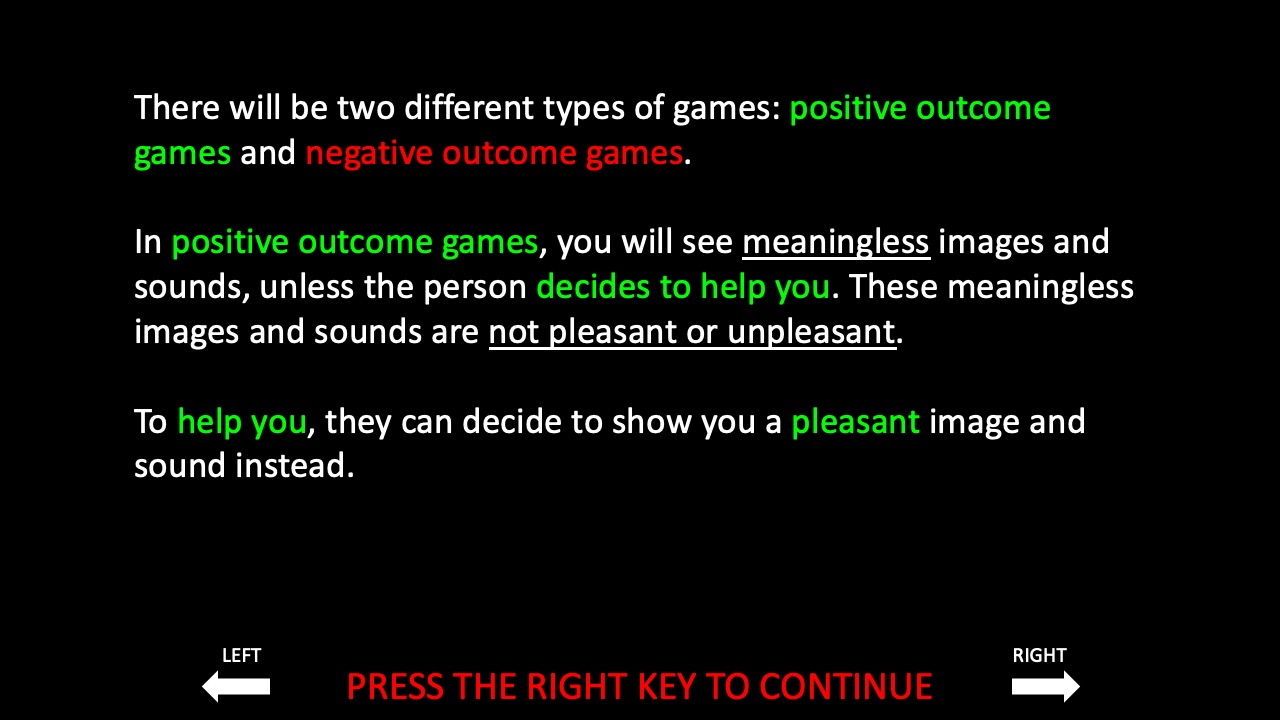 There will be two different types of games: positive outcome
games and negative outcome games.
In positive outcome games, you will see meaningless images and
sounds, unless the person decides to help you. These meaningless
images and sounds are not pleasant or unpleasant.
To help you, they can decide to show you a pleasant image and
sound instead.
LEFT
RIGHT
PRESS THE RIGHT KEY TO CONTINUE